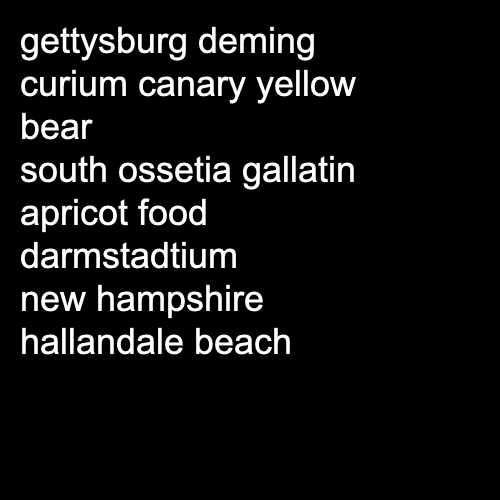 gettysburg deming
curium canary yellow
bear
south ossetia gallatin
apricot food
darmstadtium
new hampshire
hallandale beach